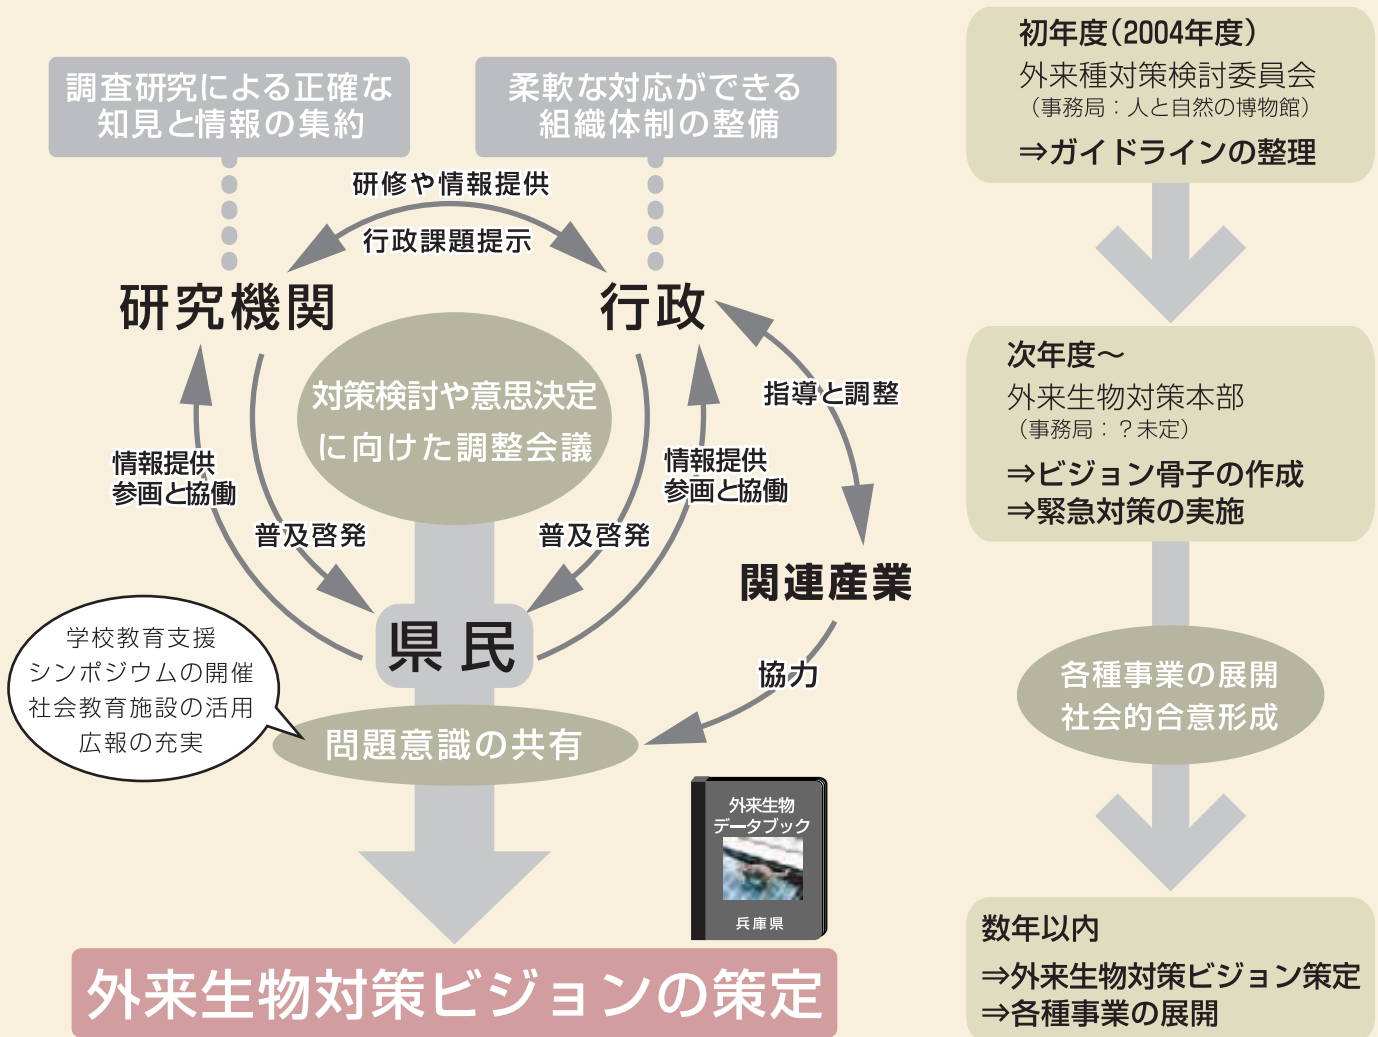 調査研究による正確な
知見と情報の集約
柔軟な対応ができる
組織体制の整備
研修や情報提供
行政課題提示
研究機関
行政
対策検討や意思決定
に向けた調整会議
指導と調整
情報提供
参画と協働
情報提供
参画と協働
普及啓発
普及啓発
関連産業
県民
学校教育支援
シンポジウムの開催
社会教育施設の活用
広報の充実
協力
問題意識の共有
外来生物
データブック
兵庫県
外来生物対策ビジョンの策定
初年度(2004年度)
外来種対策検討委員会
（事務局：人と自然の博物館）
⇒ガイドラインの整理
次年度～
外来生物対策本部
（事務局：？未定）
⇒ビジョン骨子の作成
⇒緊急対策の実施
各種事業の展開
社会的合意形成
数年以内
⇒外来生物対策ビジョン策定
⇒各種事業の展開